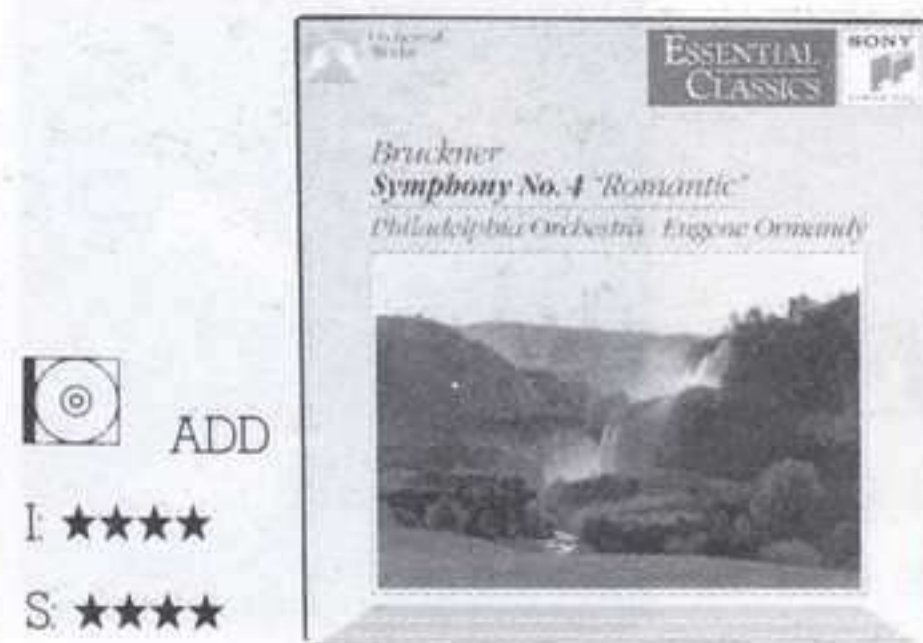 ESSENTIAL
CLASSICS
SONY
Bruckner
Symphony No. 4 "Romantic"
Philadelphia Orchestra · Eugene Ormandy
ADD
I: ★★★★
S: ★★★★